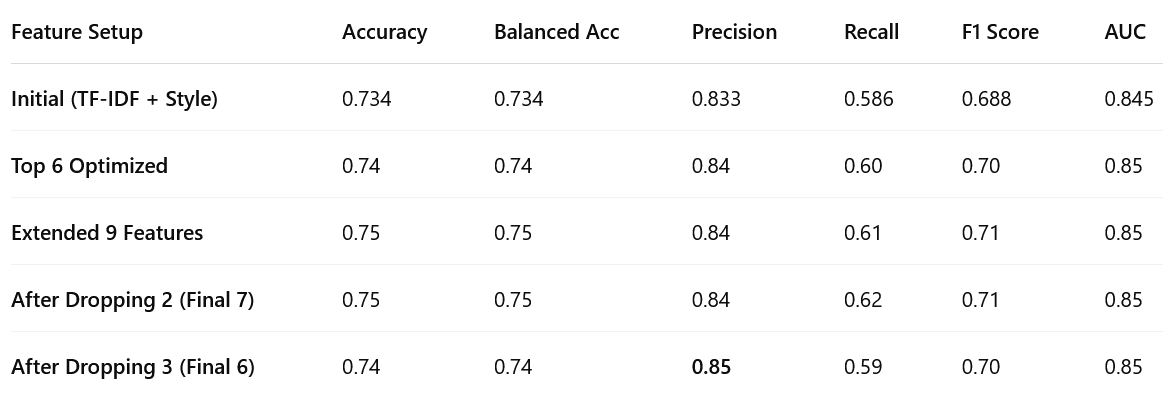 Feature Setup Accuracy Balanced Acc Precision Recall F1 Score AUC
Initial (TF-IDF + Style) 0.734 0.734 0.833 0.586 0.688 0.845
Top 6 Optimized 0.74 0.74 0.84 0.60 0.70 0.85
Extended 9 Features 0.75 0.75 0.84 0.61 0.71 0.85
After Dropping 2 (Final 7) 0.75 0.75 0.84 0.62 0.71 0.85
After Dropping 3 (Final 6) 0.74 0.74 0.85 0.59 0.70 0.85